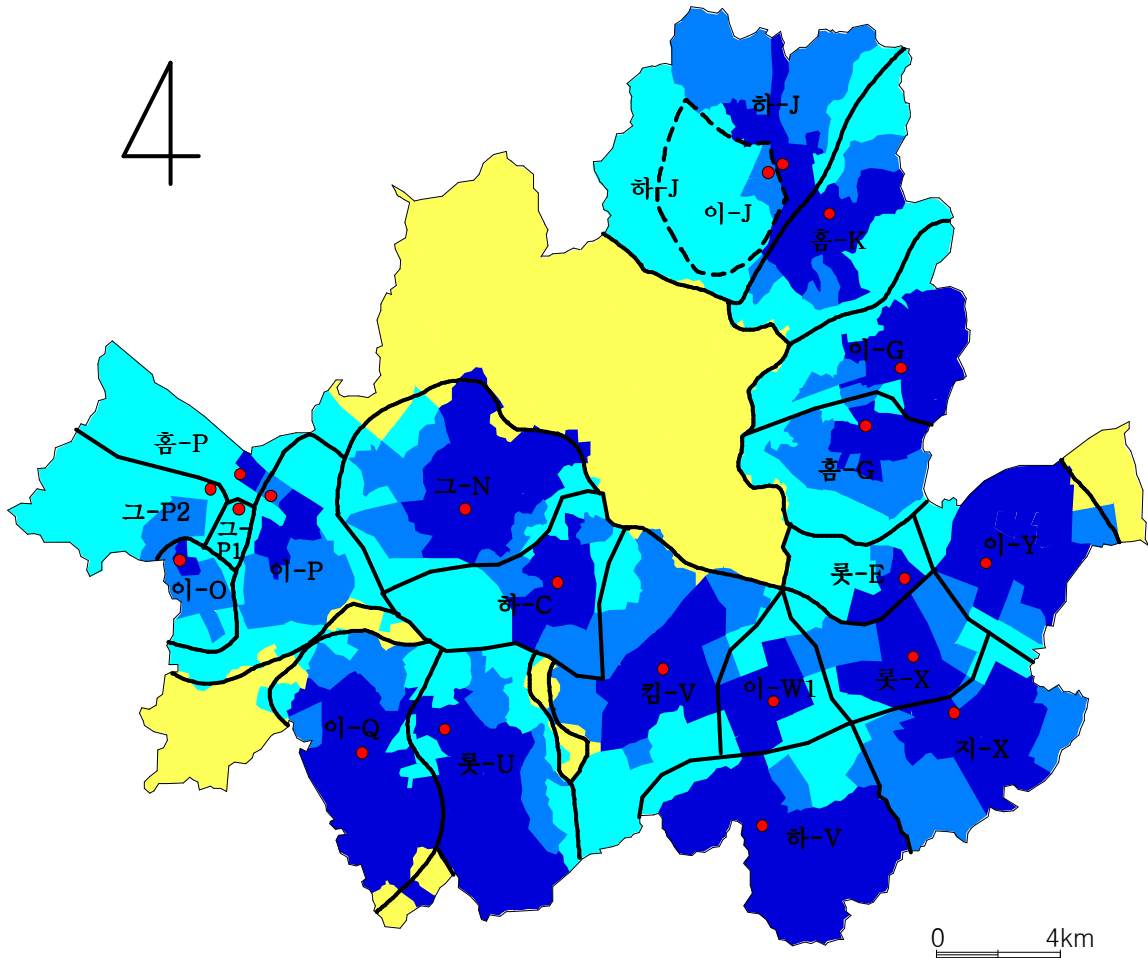 4
하-J
하-J
이-J
홈-K
이-G
홈-P
홈-G
그-N
그-P2
그-
P1
이-Y
이-P
롯-E
이-O
하-C
롯-X
킴-V
이-W1
이-Q
지-X
롯-U
하-V
0 4km